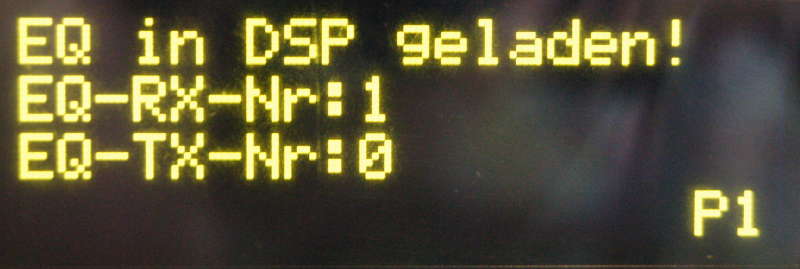 EQ in DSP geladen!
EQ-RX-Nr:1
EQ-TX-Nr:0
P1